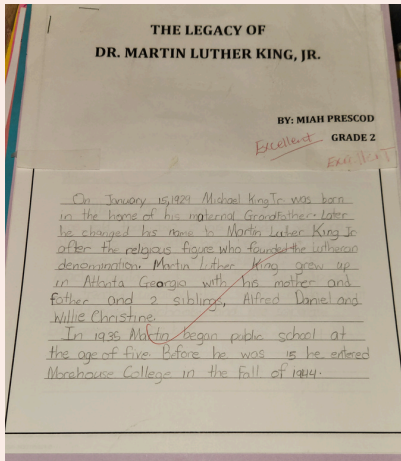 THE LEGACY OF
DR. MARTIN LUTHER KING, JR.
BY: MIAH PRESCOD
Excellent GRADE 2
Excellent
On January 15, 1929 Michael King Jr. was born
in the home of his maternal Grandfather. Later
he changed his name to Martin Luther King Jr
after the religious figure who founded the Lutheran
denomination. Martin Luther King grew up
in Atlanta Greorgia with his mother and
father and 2 siblings, Alfred Daniel and
Willie Christine.
In 1935 Martin began public school at
the age of five. Before he was 15 he entered
Morehouse College in the Fall of 1944.